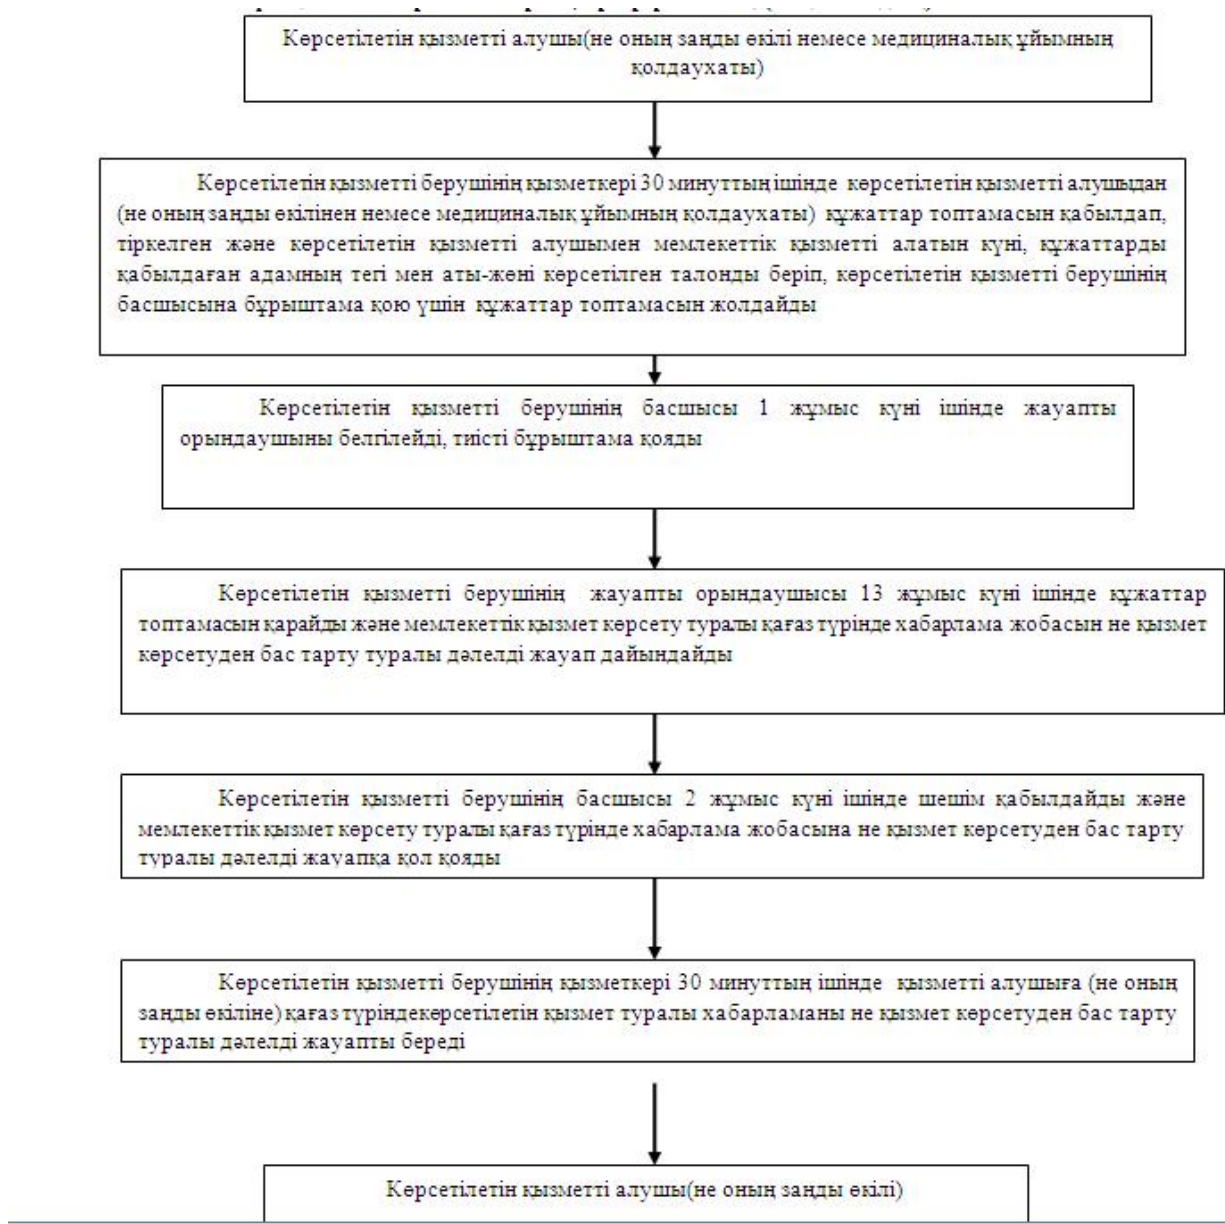 Көрсетілетін қызметті алушы(не оның заңды өкілі немесе медициналық ұйымның
қолдаухаты)
Көрсетілетін қызметті берушінің қызметкері 30 минуттың ішінде көрсетілетін қызметті алушыдан
(не оның заңды өкілінен немесе медициналық ұйымның қолдаухаты) құжаттар топтамасын қабылдап,
тіркелген және көрсетілетін қызметті алушымен мемлекеттік қызметті алатын күні, құжаттарды
қабылдаған адамның тегі мен аты-жөні көрсетілген талонды беріп, көрсетілетін қызметті берушінің
басшысына бұрыштама қою үшін құжаттар топтамасын жолдайды
Көрсетілетін қызметті берушінің басшысы 1 жұмыс күні ішінде жауапты
орындаушыны белгілейді, тиісті бұрыштама қояды
Көрсетілетін қызметті берушінің жауапты орындаушысы 13 жұмыс күні ішінде құжаттар
топтамасын қарайды және мемлекеттік қызмет көрсету туралы қағаз түрінде хабарлама жобасын не қызмет
көрсетуден бас тарту туралы дәлелді жауап дайындайды
Көрсетілетін қызметті берушінің басшысы 2 жұмыс күні ішінде шешім қабылдайды және
мемлекеттік қызмет көрсету туралы қағаз түрінде хабарлама жобасына не қызмет көрсетуден бас тарту
туралы дәлелді жауапқа қол қояды
Көрсетілетін қызметті берушінің қызметкері 30 минуттың ішінде қызметті алушыға (не оның
заңды өкіліне) қағаз түріндекөрсетілетін қызмет туралы хабарламаны не қызмет көрсетуден бас тарту
туралы дәлелді жауапты береді
Көрсетілетін қызметті алушы(не оның заңды өкілі)